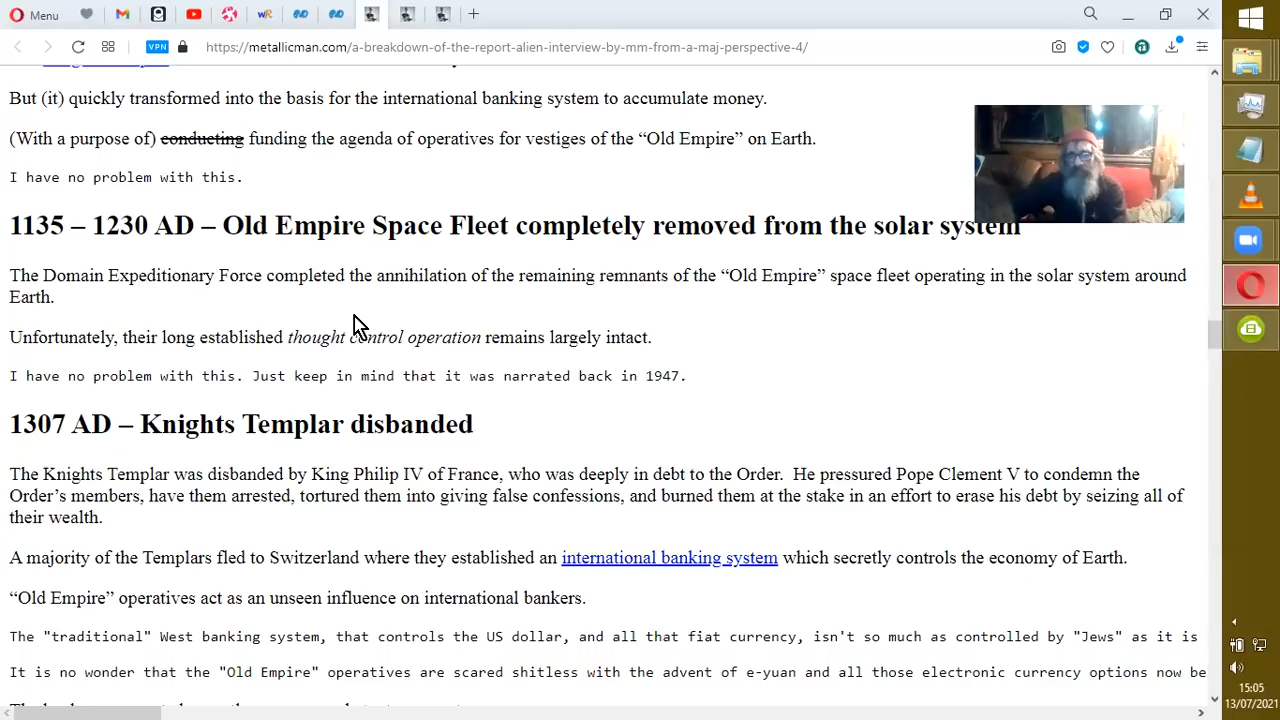 Menu
VPN
https://metallicman.com/a-breakdown-of-the-report-alien-interview-by-mm-from-a-maj-perspective-4/
But (it) quickly transformed into the basis for the international banking system to accumulate money.
(With a purpose of) conducting funding the agenda of operatives for vestiges of the “Old Empire” on Earth.
I have no problem with this.
1135 – 1230 AD – Old Empire Space Fleet completely removed from the solar system
The Domain Expeditionary Force completed the annihilation of the remaining remnants of the “Old Empire” space fleet operating in the solar system around
Earth.
Unfortunately, their long established thought control operation remains largely intact.
I have no problem with this. Just keep in mind that it was narrated back in 1947.
1307 AD – Knights Templar disbanded
The Knights Templar was disbanded by King Philip IV of France, who was deeply in debt to the Order.  He pressured Pope Clement V to condemn the
Order’s members, have them arrested, tortured them into giving false confessions, and burned them at the stake in an effort to erase his debt by seizing all of
their wealth.
A majority of the Templars fled to Switzerland where they established an international banking system which secretly controls the economy of Earth.
“Old Empire” operatives act as an unseen influence on international bankers.
The "traditional" West banking system, that controls the US dollar, and all that fiat currency, isn't so much as controlled by "Jews" as it is
It is no wonder that the "Old Empire" operatives are scared shitless with the advent of e-yuan and all those electronic currency options now be
15:05
13/07/2021